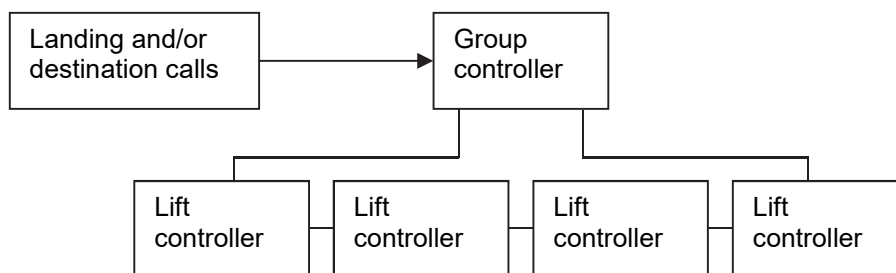 Landing and/or
destination calls
Group
controller
Lift
controller
Lift
controller
Lift
controller
Lift
controller